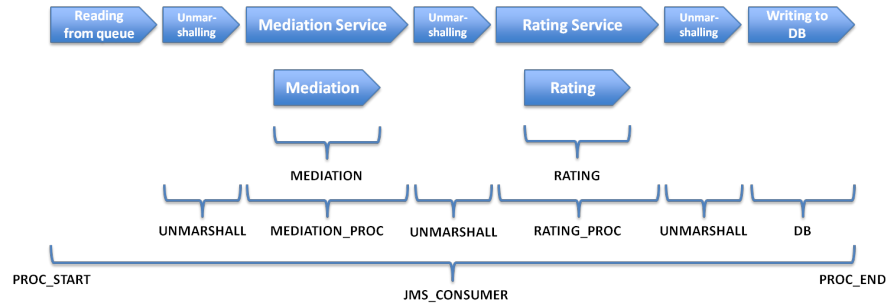 Reading
from queue
Unmar-
shalling
Mediation Service
Unmar-
shalling
Rating Service
Unmar-
shalling
Writing to
DB
Mediation
Rating
MEDIATION
RATING
UNMARSHALL
MEDIATION_PROC
UNMARSHALL
RATING_PROC
UNMARSHALL
DB
PROC_START
PROC_END
JMS_CONSUMER